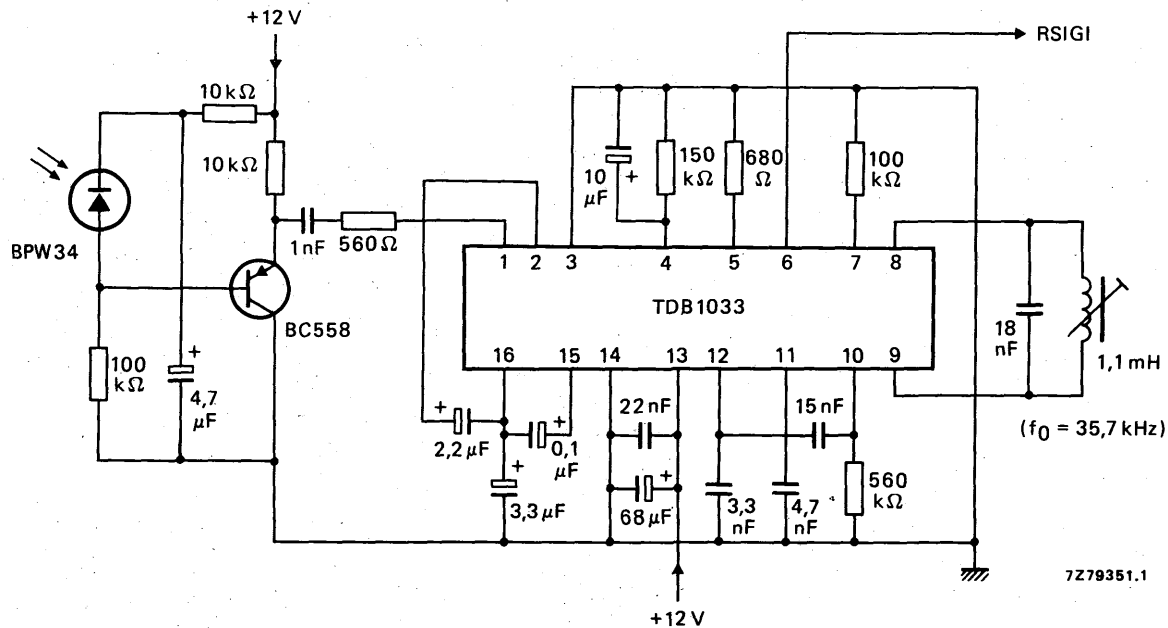 +12 V
RSIGI
10 kΩ
10 kΩ
BPW34
1 nF
560 Ω
BC558
100 kΩ
+
4,7 μF
10 μF
+
150 kΩ
680 Ω
100 kΩ
1 2 3 4 5 6 7 8
TDB1033
16 15 14 13 12 11 10 9
18 nF
1,1 mH
(f0 = 35,7 kHz)
+
2,2 μF
+
0,1 μF
+
3,3 μF
22 nF
+
68 μF
15 nF
3,3 nF
4,7 nF
560 kΩ
+12 V
7Z79351.1